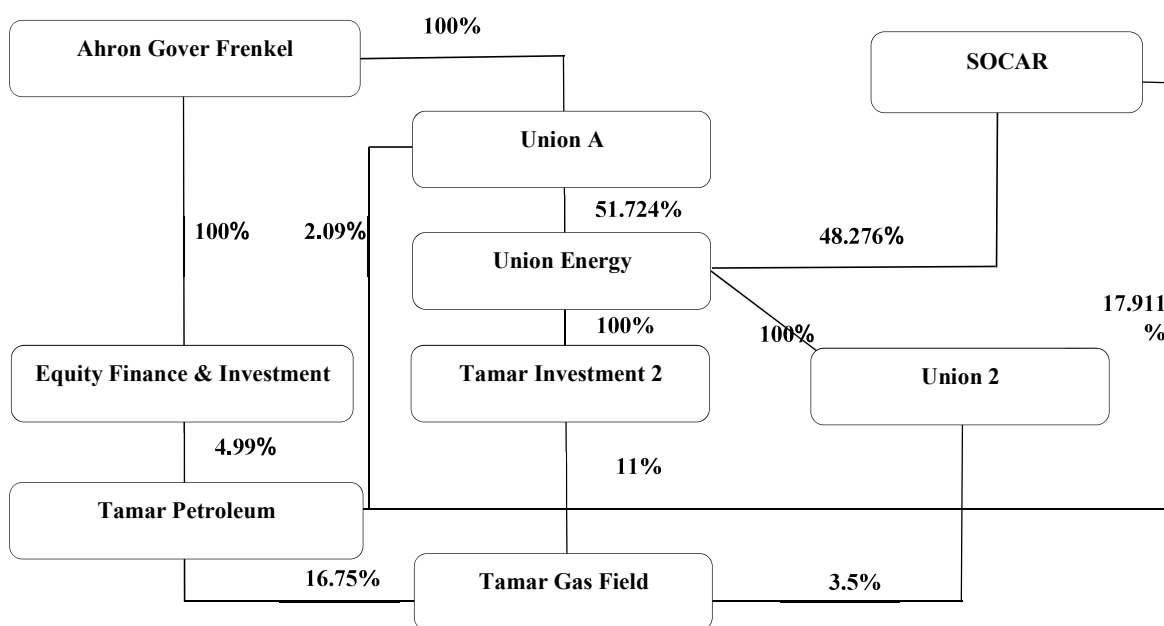 100%
Ahron Gover Frenkel
SOCAR
Union A
51.724%
100%
2.09%
48.276%
Union Energy
17.911
%
100%
100%
Equity Finance & Investment
Tamar Investment 2
Union 2
4.99%
11%
Tamar Petroleum
16.75%
Tamar Gas Field
3.5%